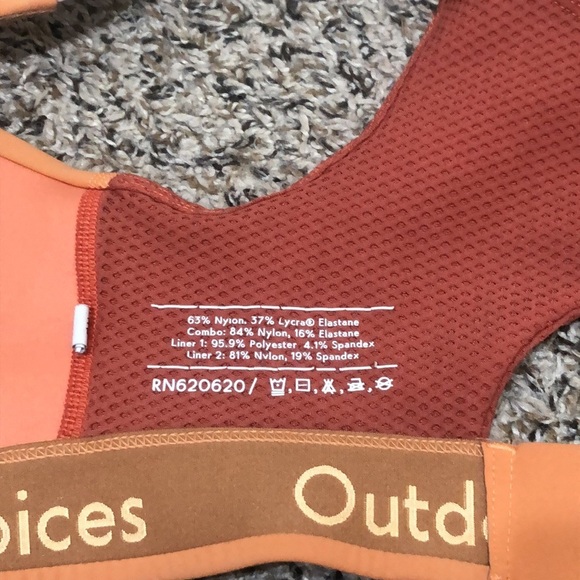 63% Nylon. 37% Lycra® Elastane
Combo: 84% Nylon, 16% Elastane
Liner 1: 95.9% Polyester 4.1% Spandex
Liner 2: 81% Nylon, 19% Spandex
RN620620/
oices Outdo